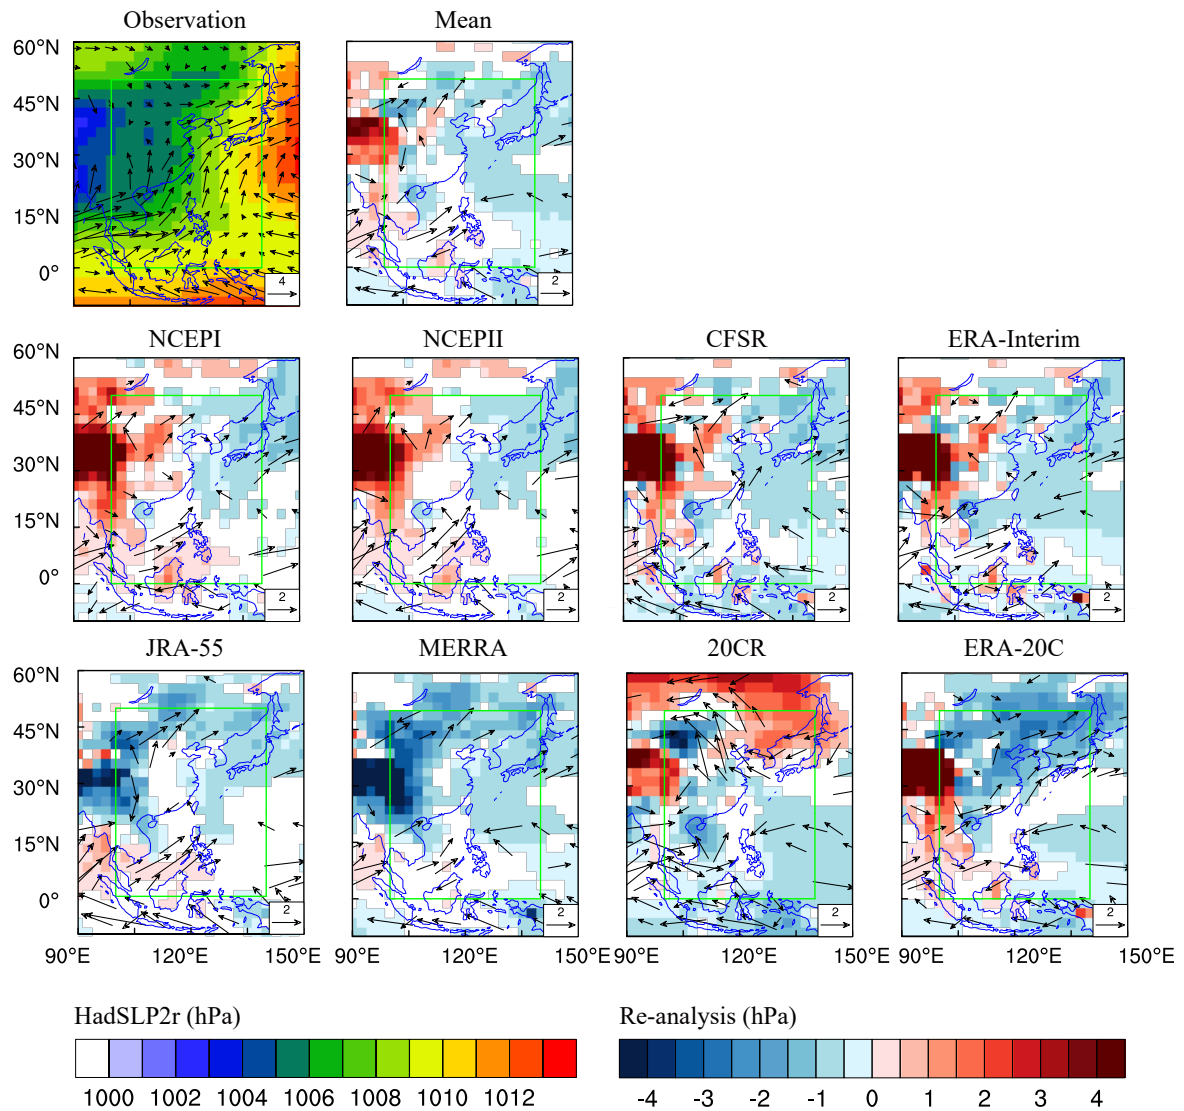 Observation Mean
60°N
45°N
30°N
15°N
0°
4 2
NCEPI NCEPII CFSR ERA-Interim
60°N
45°N
30°N
15°N
0°
2 2 2 2
JRA-55 MERRA 20CR ERA-20C
60°N
45°N
30°N
15°N
0°
2 2 2 2
90°E 120°E 150°E 90°E 120°E 150°E 90°E 120°E 150°E 90°E 120°E 150°E
HadSLP2r (hPa) Re-analysis (hPa)
1000 1002 1004 1006 1008 1010 1012 -4 -3 -2 -1 0 1 2 3 4